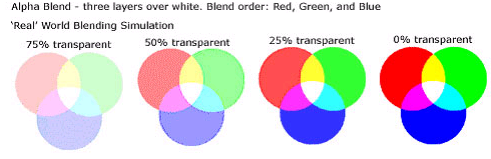 Alpha Blend - three layers over white. Blend order: Red, Green, and Blue
'Real' World Blending Simulation
75% transparent
50% transparent
25% transparent
0% transparent